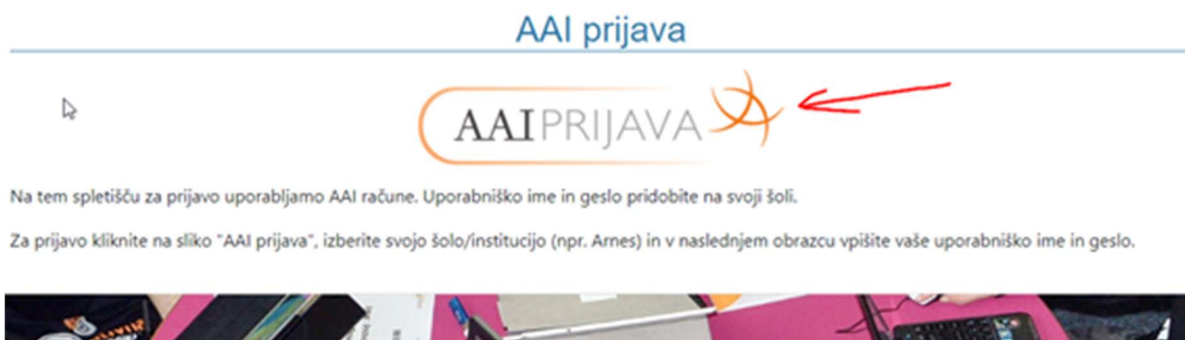 AAI prijava
AAIPRIJAVA
Na tem spletišču za prijavo uporabljamo AAI račune. Uporabniško ime in geslo pridobite na svoji šoli.
Za prijavo kliknite na sliko "AAI prijava", izberite svojo šolo/institucijo (npr. Arnes) in v naslednjem obrazcu vpišite vaše uporabniško ime in geslo.